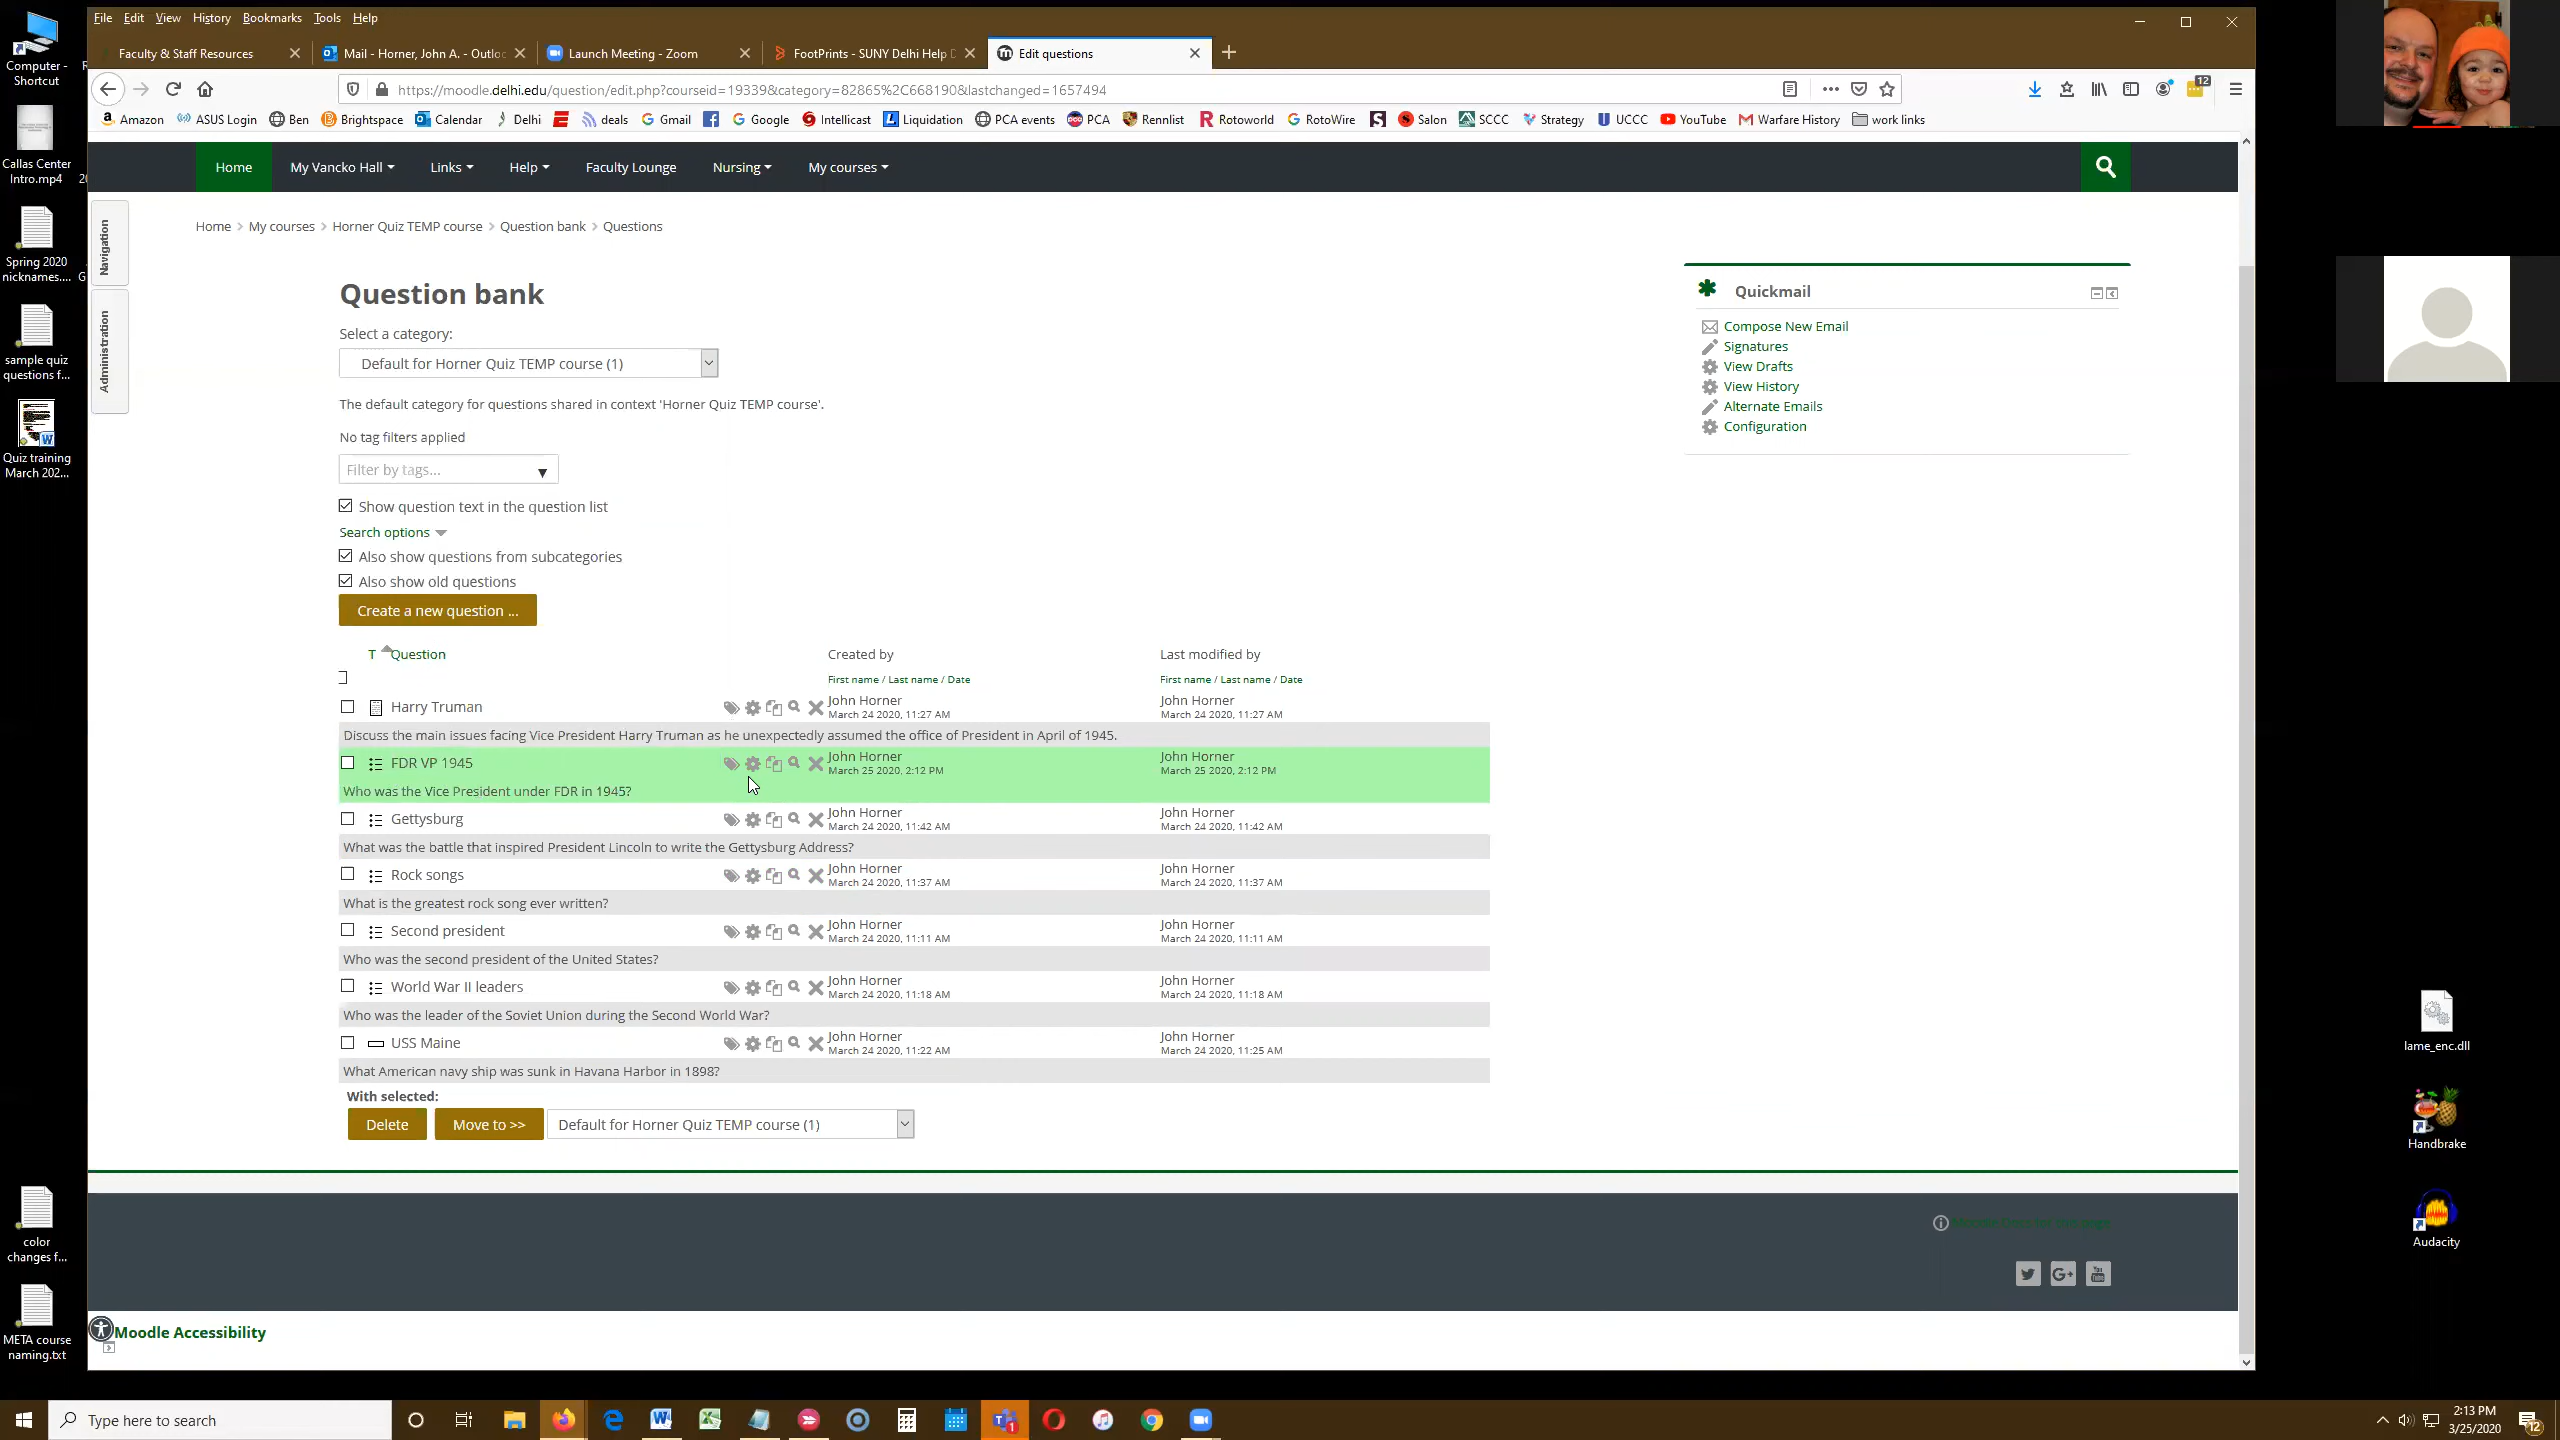 File Edit View History Bookmarks Tools Help
Faculty & Staff Resources
Mail - Horner, John A. - Outlo
Launch Meeting - Zoom
FootPrints - SUNY Delhi Help D
Edit questions
https://moodle.delhi.edu/question/edit.php?courseid=19339&category=82865%2C668190&lastchanged=1657494
12
Amazon ASUS Login Ben Brightspace Calendar Delhi deals Gmail Google Intellicast Liquidation PCA events PCA Rennlist Rotoworld RotoWire Salon SCCC Strategy UCCC YouTube Warfare History work links
Home My Vancko Hall Links Help Faculty Lounge Nursing My courses
Navigation
Administration
Home > My courses > Horner Quiz TEMP course > Question bank > Questions
Question bank
Select a category:
Default for Horner Quiz TEMP course (1)
The default category for questions shared in context 'Horner Quiz TEMP course'.
No tag filters applied
Filter by tags...
Show question text in the question list
Search options
Also show questions from subcategories
Also show old questions
Create a new question ...
T Question Created by Last modified by
First name / Last name / Date First name / Last name / Date
Harry Truman John Horner John Horner
March 24 2020, 11:27 AM March 24 2020, 11:27 AM
Discuss the main issues facing Vice President Harry Truman as he unexpectedly assumed the office of President in April of 1945.
FDR VP 1945 John Horner John Horner
March 25 2020, 2:12 PM March 25 2020, 2:12 PM
Who was the Vice President under FDR in 1945?
Gettysburg John Horner John Horner
March 24 2020, 11:42 AM March 24 2020, 11:42 AM
What was the battle that inspired President Lincoln to write the Gettysburg Address?
Rock songs John Horner John Horner
March 24 2020, 11:37 AM March 24 2020, 11:37 AM
What is the greatest rock song ever written?
Second president John Horner John Horner
March 24 2020, 11:11 AM March 24 2020, 11:11 AM
Who was the second president of the United States?
World War II leaders John Horner John Horner
March 24 2020, 11:18 AM March 24 2020, 11:18 AM
Who was the leader of the Soviet Union during the Second World War?
USS Maine John Horner John Horner
March 24 2020, 11:22 AM March 24 2020, 11:25 AM
What American navy ship was sunk in Havana Harbor in 1898?
With selected:
Delete Move to >> Default for Horner Quiz TEMP course (1)
Quickmail
Compose New Email
Signatures
View Drafts
View History
Alternate Emails
Configuration
Moodle Accessibility
Computer -
Shortcut
Callas Center
Intro.mp4
Spring 2020
nicknames....
sample quiz
questions f...
Quiz training
March 202...
color
changes f...
META course
naming.txt
lame_enc.dll
Handbrake
Audacity
Type here to search
2:13 PM
3/25/2020
12